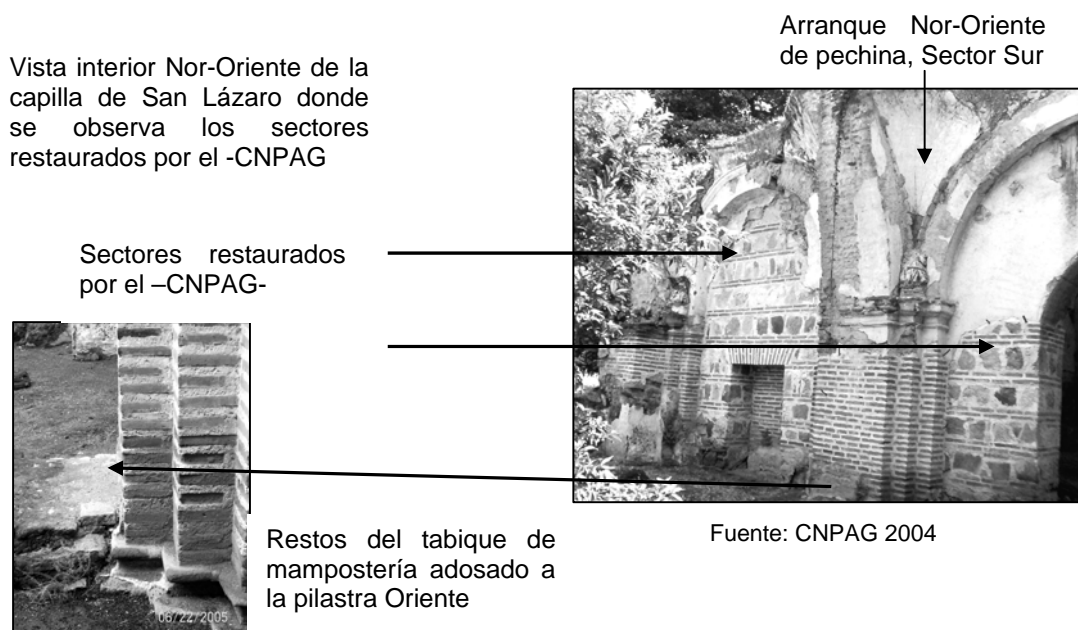 Arranque Nor-Oriente
de pechina, Sector Sur
Vista interior Nor-Oriente de la
capilla de San Lázaro donde
se observa los sectores
restaurados por el -CNPAG
Sectores restaurados
por el –CNPAG-
Restos del tabique de
mampostería adosado a
la pilastra Oriente
Fuente: CNPAG 2004
06/22/2005